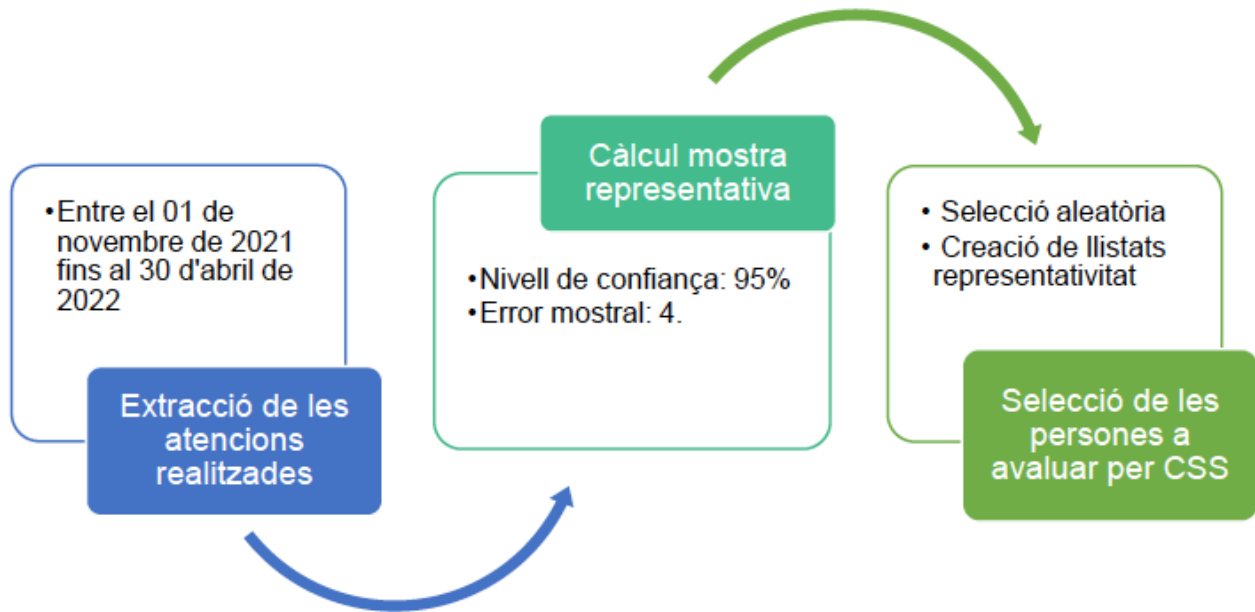 •Entre el 01 de
novembre de 2021
fins al 30 d'abril de
2022
Extracció de les
atencions
realitzades
Càlcul mostra
representativa
•Nivell de confiança: 95%
•Error mostral: 4.
• Selecció aleatòria
• Creació de llistats
representativitat
Selecció de les
persones a
avaluar per CSS